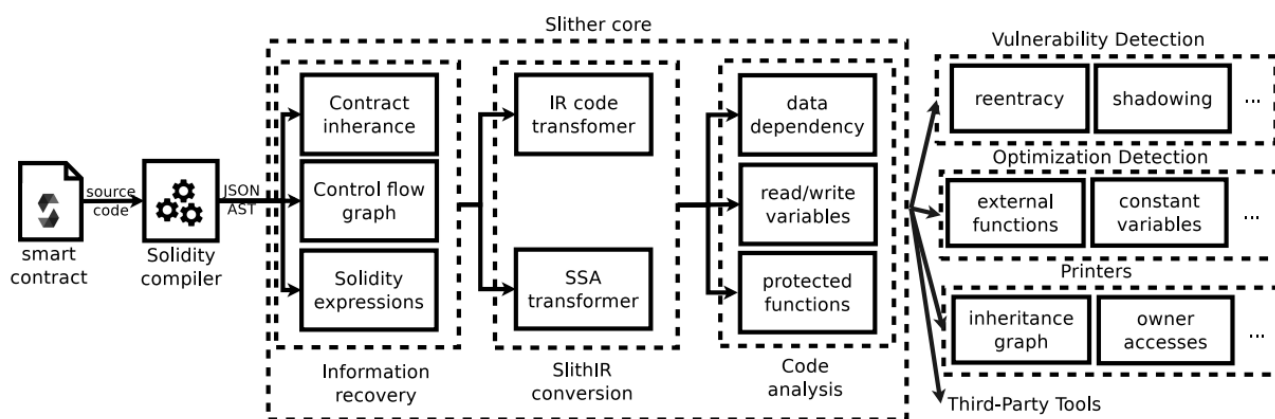 Slither core
smart
contract
source
code
Solidity
compiler
JSON
AST
Contract
inherance
Control flow
graph
Solidity
expressions
Information
recovery
IR code
transfomer
SSA
transformer
SlithIR
conversion
data
dependency
read/write
variables
protected
functions
Code
analysis
Vulnerability Detection
reentracy
shadowing
...
Optimization Detection
external
functions
constant
variables
...
Printers
inheritance
graph
owner
accesses
...
Third-Party Tools